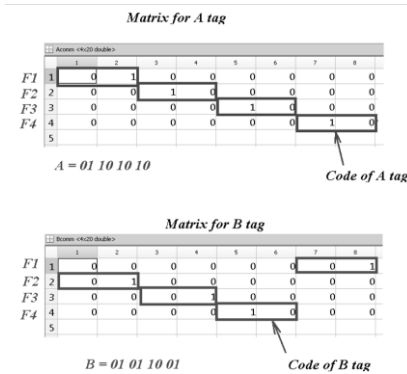 Matrix for A tag
Acomm <4x20 double>
1 2 3 4 5 6 7 8
F1 1 0 1 0 0 0 0 0 0
F2 2 0 0 1 0 0 0 0 0
F3 3 0 0 0 0 1 0 0 0
F4 4 0 0 0 0 0 0 1 0
5
A = 01 10 10 10
Code of A tag
Matrix for B tag
Bcomm <4x20 double>
1 2 3 4 5 6 7 8
F1 1 0 0 0 0 0 0 0 1
F2 2 0 1 0 0 0 0 0 0
F3 3 0 0 0 1 0 0 0 0
F4 4 0 0 0 0 1 0 0 0
5
B = 01 01 10 01
Code of B tag